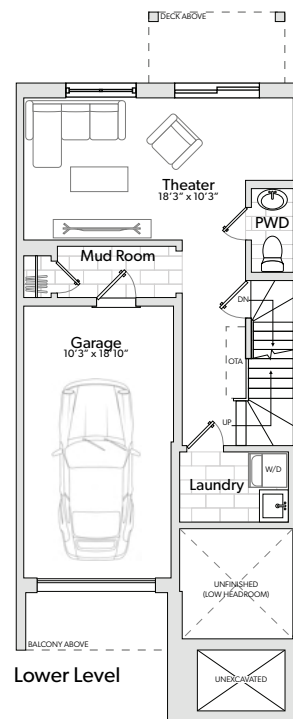 DECK ABOVE
Theater
18'3" x 10'3"
PWD
Mud Room
DN
Garage
10'3" x 18'10"
OTA
UP
W/D
Laundry
UNFINISHED
(LOW HEADROOM)
BALCONY ABOVE
Lower Level
UNEXCAVATED